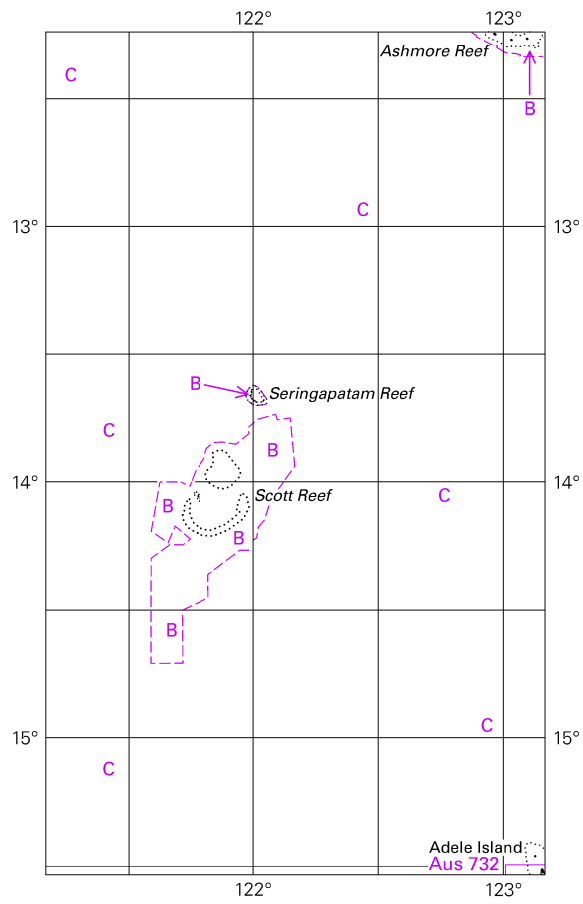 122°
123°
Ashmore Reef
C
B
C
13°
13°
B
Seringapatam Reef
C
B
14°
14°
Scott Reef
C
B
B
B
C
15°
15°
C
Adele Island
Aus 732
122°
123°